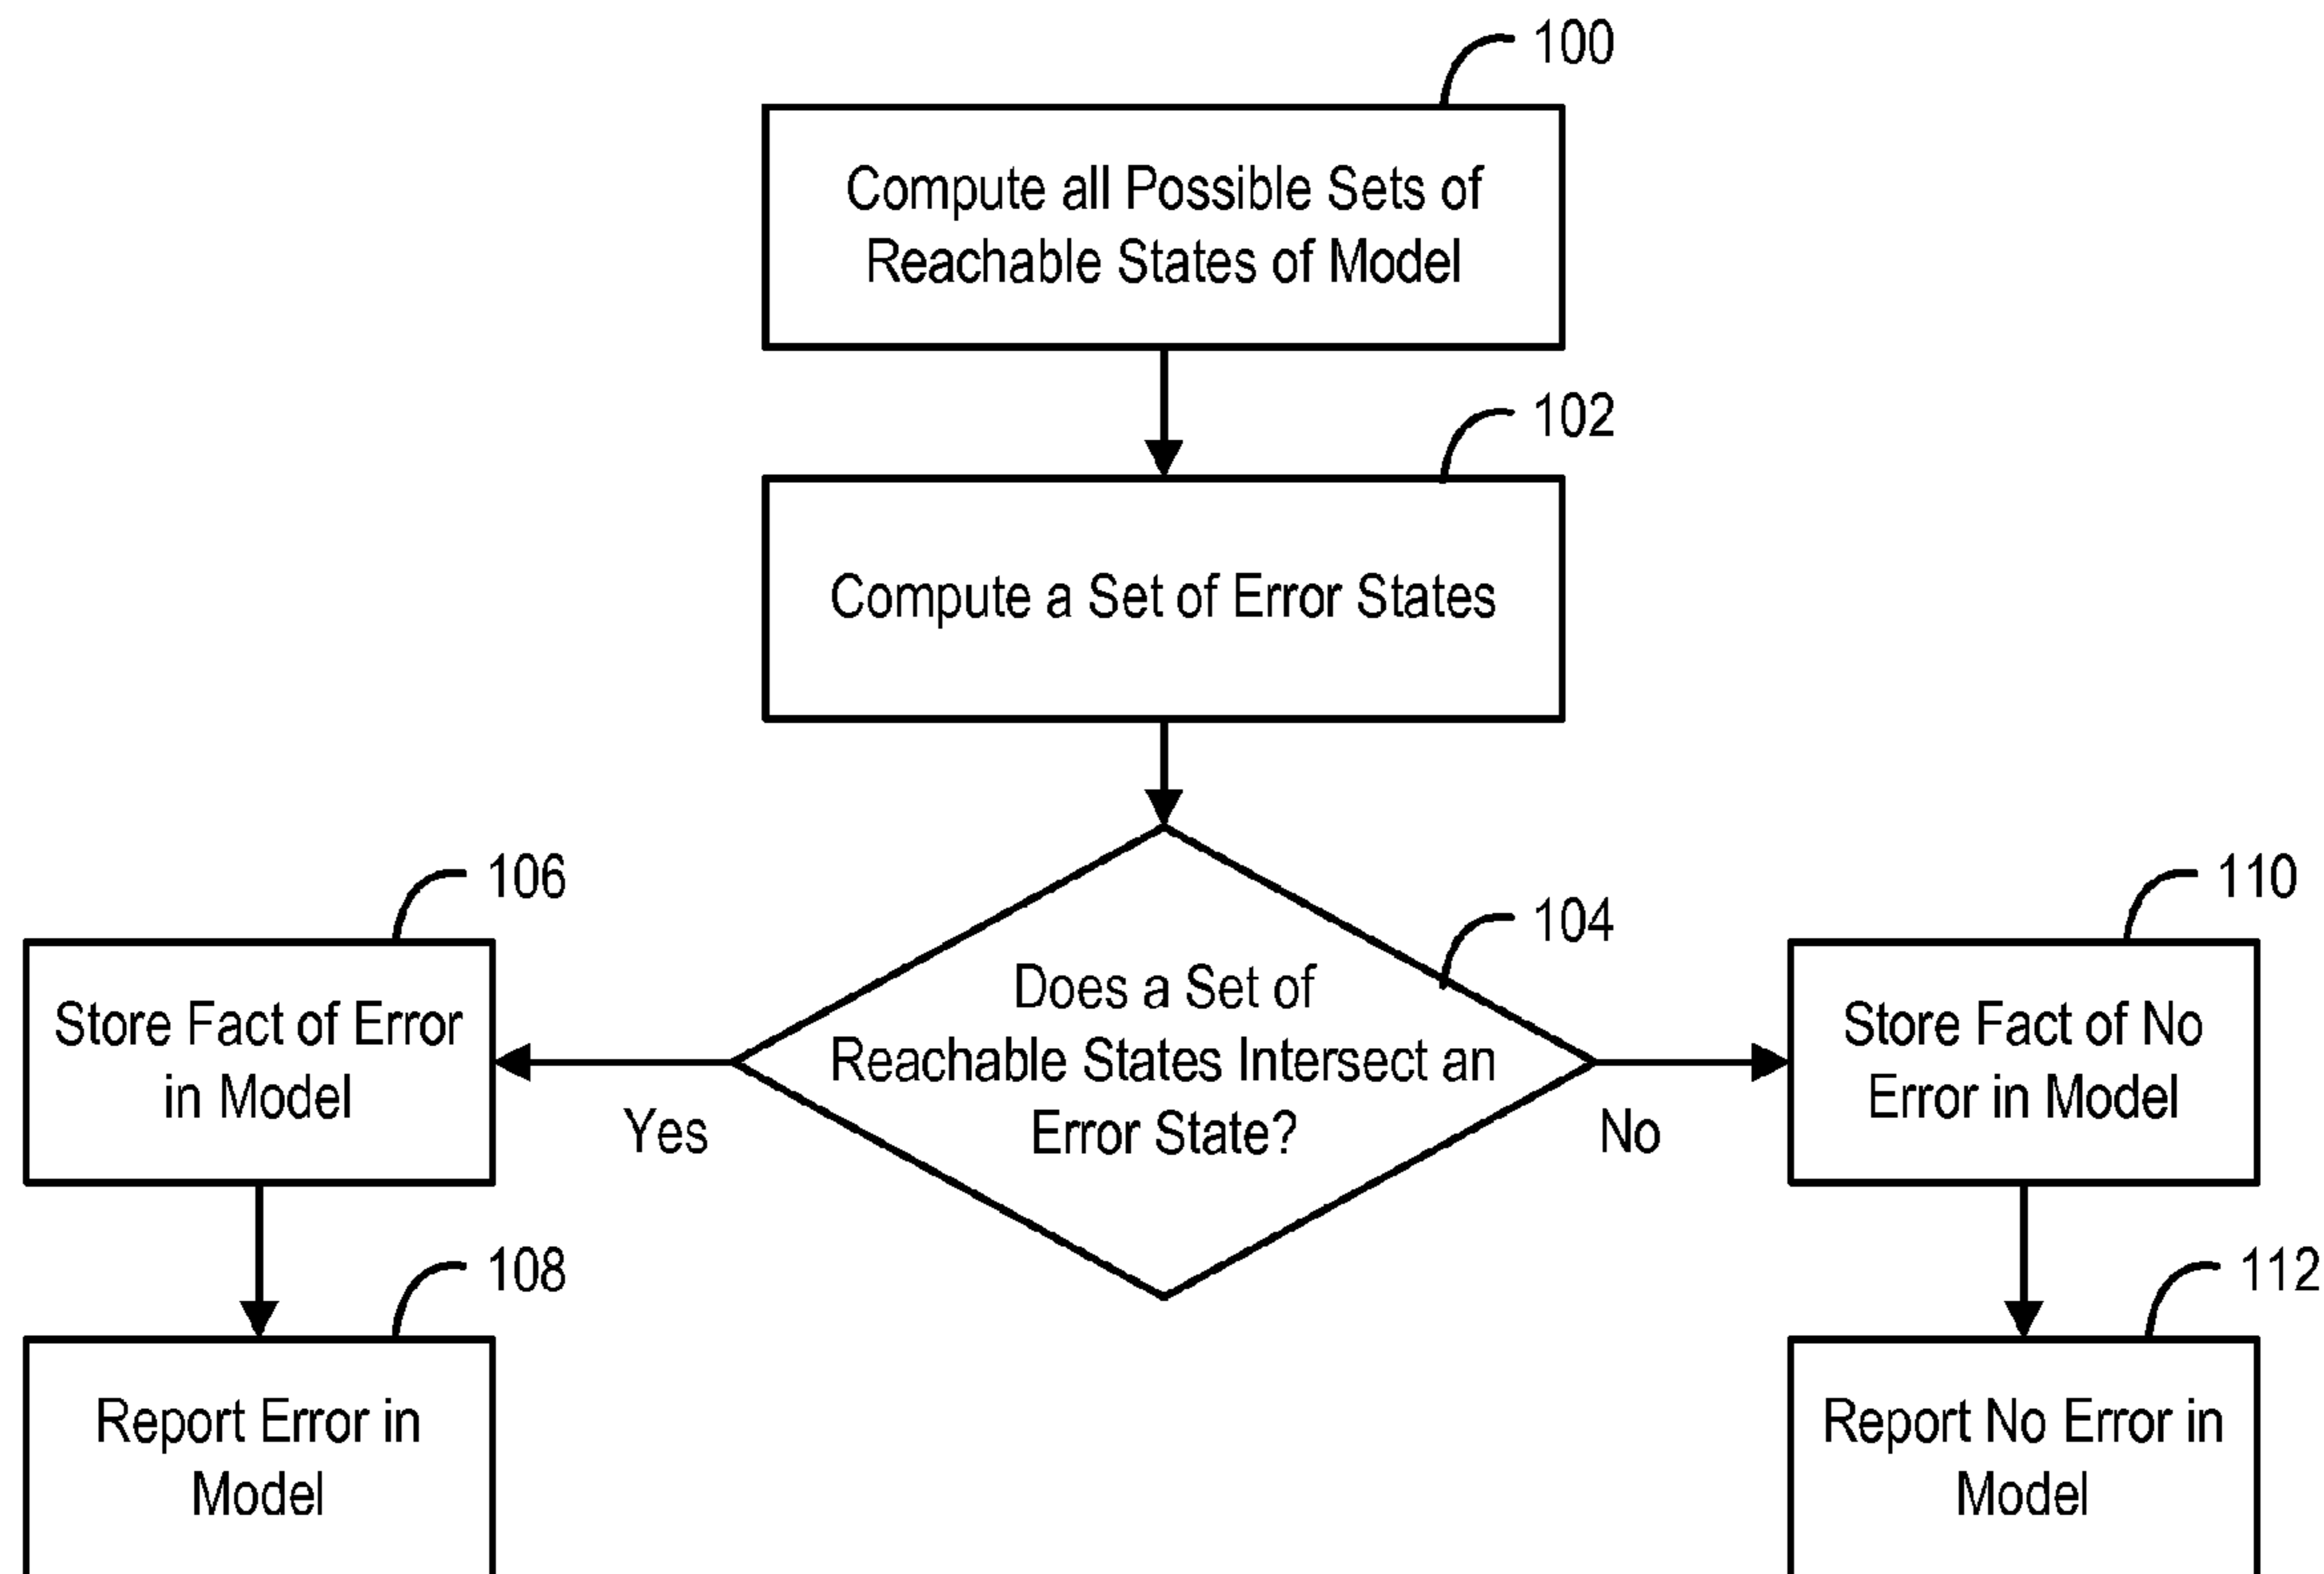 100
Compute all Possible Sets of
Reachable States of Model
102
Compute a Set of Error States
104
Does a Set of
Reachable States Intersect an
Error State?
Yes
No
106
Store Fact of Error
in Model
108
Report Error in
Model
110
Store Fact of No
Error in Model
112
Report No Error in
Model